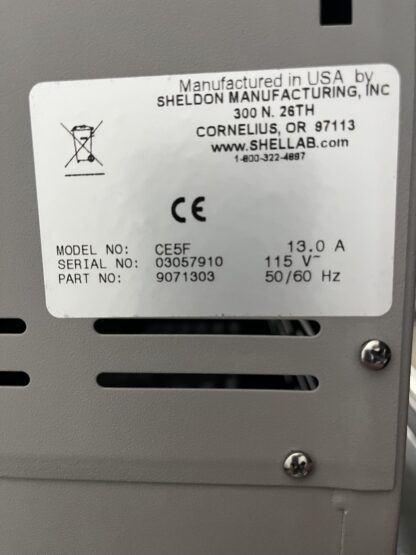 Manufactured in USA by
SHELDON MANUFACTURING, INC
300 N. 26TH
CORNELIUS, OR 97113
www.SHELLAB.com
1-800-322-4897
CE
MODEL NO: CE5F 13.0 A
SERIAL NO: 03057910 115 V~
PART NO: 9071303 50/60 Hz